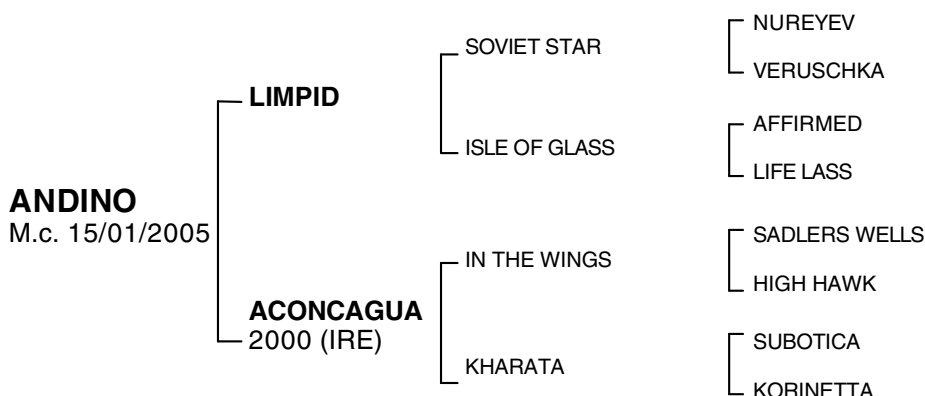 NUREYEV
SOVIET STAR
VERUSCHKA
LIMPID
AFFIRMED
ISLE OF GLASS
LIFE LASS
ANDINO
M.c. 15/01/2005
SADLERS WELLS
IN THE WINGS
HIGH HAWK
ACONCAGUA
2000 (IRE)
SUBOTICA
KHARATA
KORINETTA